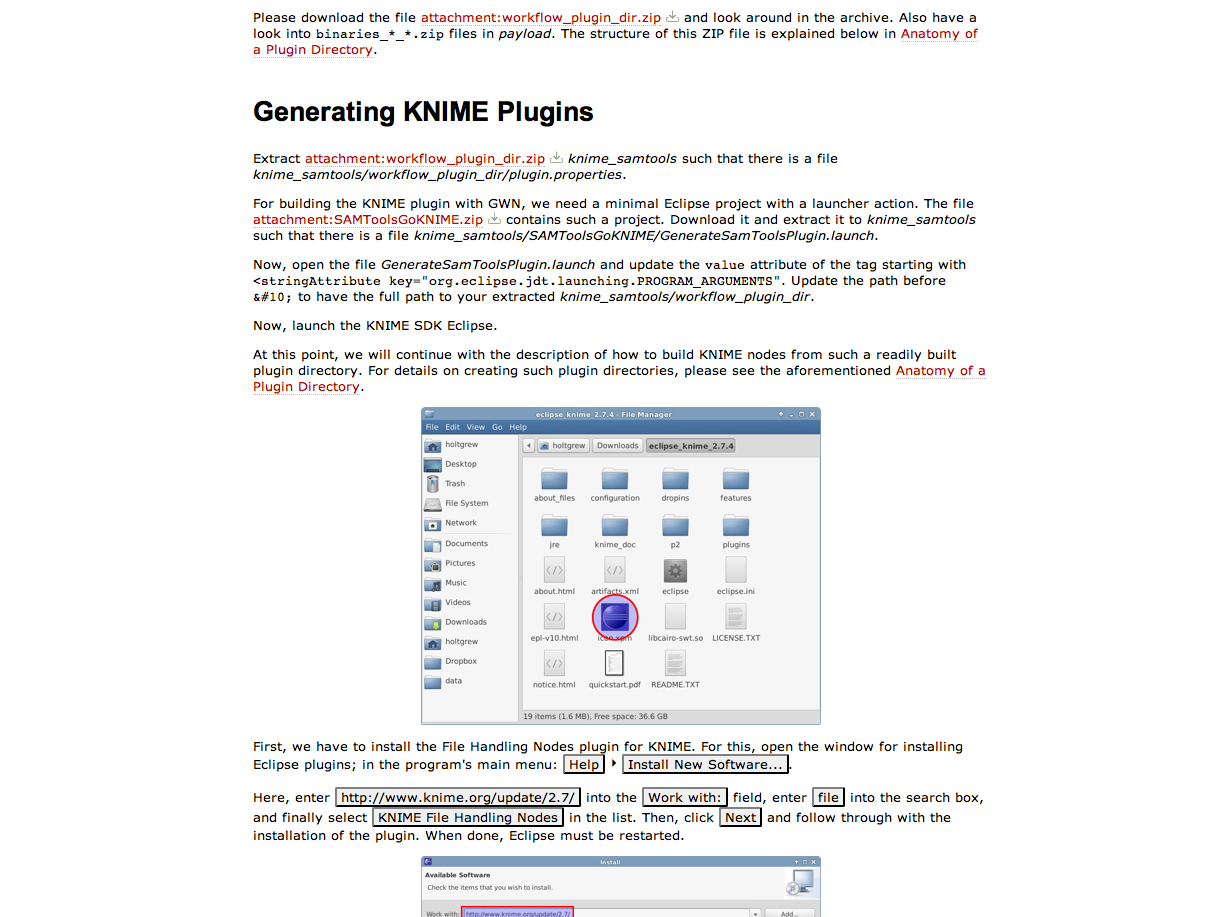 Please download the file attachment:workflow_plugin_dir.zip and look around in the archive. Also have a
look into binaries_*_*.zip files in payload. The structure of this ZIP file is explained below in Anatomy of
a Plugin Directory.
Generating KNIME Plugins
Extract attachment:workflow_plugin_dir.zip knime_samtools such that there is a file
knime_samtools/workflow_plugin_dir/plugin.properties.
For building the KNIME plugin with GWN, we need a minimal Eclipse project with a launcher action. The file
attachment:SAMToolsGoKNIME.zip contains such a project. Download it and extract it to knime_samtools
such that there is a file knime_samtools/SAMToolsGoKNIME/GenerateSamToolsPlugin.launch.
Now, open the file GenerateSamToolsPlugin.launch and update the value attribute of the tag starting with
<stringAttribute key="org.eclipse.jdt.launching.PROGRAM_ARGUMENTS". Update the path before
&#10; to have the full path to your extracted knime_samtools/workflow_plugin_dir.
Now, launch the KNIME SDK Eclipse.
At this point, we will continue with the description of how to build KNIME nodes from such a readily built
plugin directory. For details on creating such plugin directories, please see the aforementioned Anatomy of a
Plugin Directory.
eclipse_knime_2.7.4 - File Manager
File Edit View Go Help
holtgrew
Desktop
Trash
File System
Network
Documents
Pictures
Music
Videos
Downloads
holtgrew
Dropbox
data
holtgrew Downloads eclipse_knime_2.7.4
about_files configuration dropins features
jre knime_doc p2 plugins
about.html artifacts.xml eclipse eclipse.ini
epl-v10.html icon.xpm libcairo-swt.so LICENSE.TXT
notice.html quickstart.pdf README.TXT
19 items (1.6 MB), Free space: 36.6 GB
First, we have to install the File Handling Nodes plugin for KNIME. For this, open the window for installing
Eclipse plugins; in the program's main menu: Help ‣ Install New Software... .
Here, enter http://www.knime.org/update/2.7/ into the Work with: field, enter file into the search box,
and finally select KNIME File Handling Nodes in the list. Then, click Next and follow through with the
installation of the plugin. When done, Eclipse must be restarted.
Install
Available Software
Check the items that you wish to install.
Work with: http://www.knime.org/update/2.7/ Add...